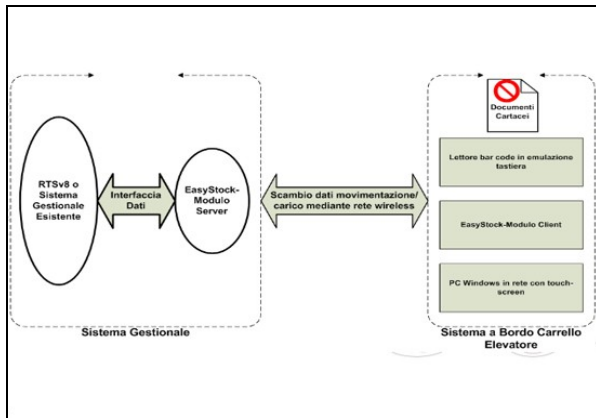 RTSv8 o
Sistema
Gestionale
Esistente
Interfaccia
Dati
EasyStock-
Modulo
Server
Scambio dati movimentazione/
carico mediante rete wireless
Sistema Gestionale
Documenti
Cartacei
Lettore bar code in emulazione
tastiera
EasyStock-Modulo Client
PC Windows in rete con touch-
screen
Sistema a Bordo Carrello
Elevatore